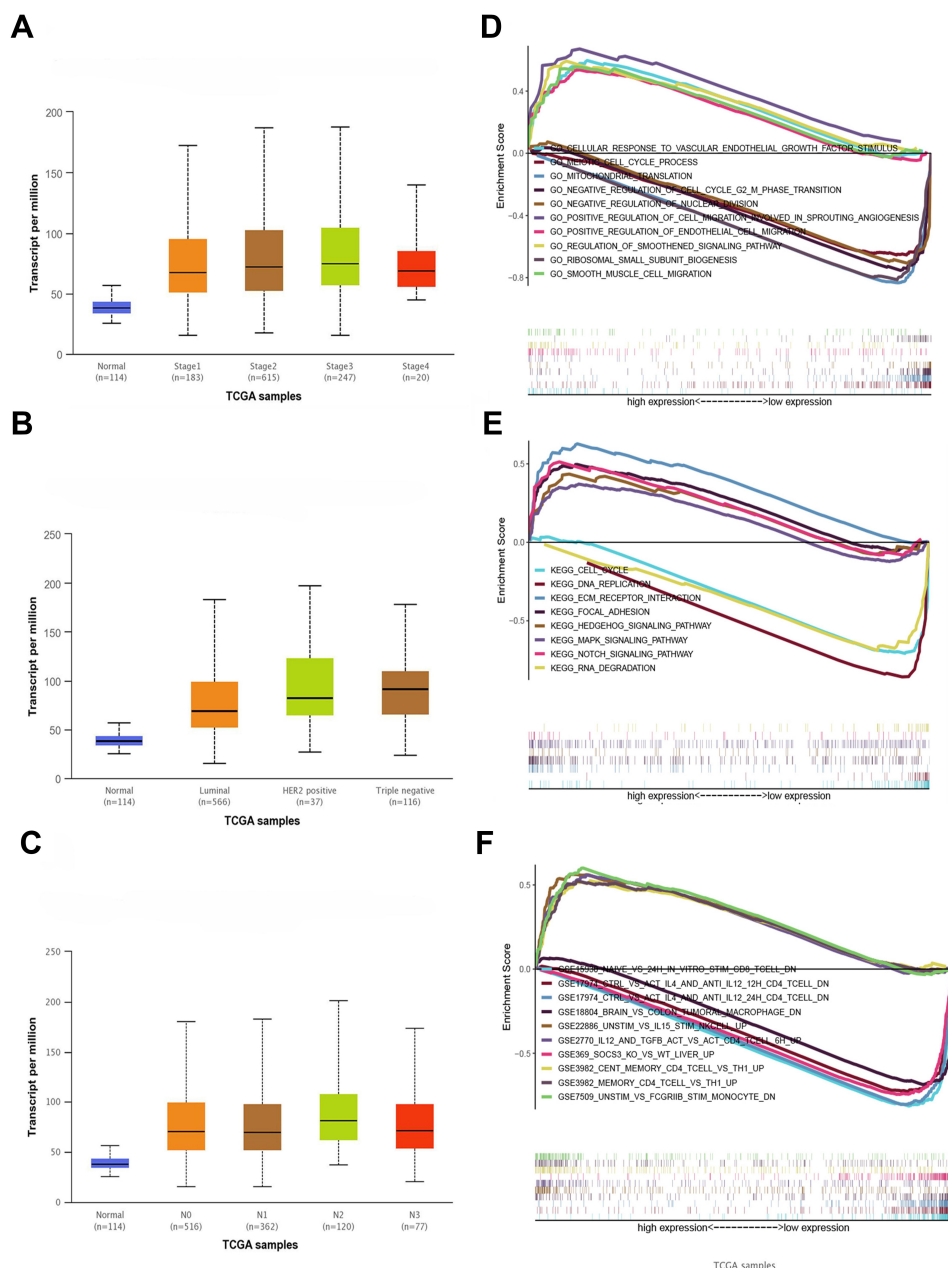 A
200
150
100
50
0
Transcript per million
Normal Stage1 Stage2 Stage3 Stage4
(n=114) (n=183) (n=615) (n=247) (n=20)
TCGA samples
B
250
200
150
100
50
0
Transcript per million
Normal Luminal HER2 positive Triple negative
(n=114) (n=566) (n=37) (n=116)
TCGA samples
C
250
200
150
100
50
0
Transcript per million
Normal N0 N1 N2 N3
(n=114) (n=516) (n=362) (n=120) (n=77)
TCGA samples
D
0.4
0.0
−0.4
−0.8
Enrichment Score
GO_CELLULAR_RESPONSE_TO_VASCULAR_ENDOTHELIAL_GROWTH_FACTOR_STIMULUS
GO_MEIOTIC_CELL_CYCLE_PROCESS
GO_MITOCHONDRIAL_TRANSLATION
GO_NEGATIVE_REGULATION_OF_CELL_CYCLE_G2_M_PHASE_TRANSITION
GO_NEGATIVE_REGULATION_OF_NUCLEAR_DIVISION
GO_POSITIVE_REGULATION_OF_CELL_MIGRATION_INVOLVED_IN_SPROUTING_ANGIOGENESIS
GO_POSITIVE_REGULATION_OF_ENDOTHELIAL_CELL_MIGRATION
GO_REGULATION_OF_SMOOTHENED_SIGNALING_PATHWAY
GO_RIBOSOMAL_SMALL_SUBUNIT_BIOGENESIS
GO_SMOOTH_MUSCLE_CELL_MIGRATION
high expression<------------->low expression
E
0.5
0.0
−0.5
Enrichment Score
KEGG_CELL_CYCLE
KEGG_DNA_REPLICATION
KEGG_ECM_RECEPTOR_INTERACTION
KEGG_FOCAL_ADHESION
KEGG_HEDGEHOG_SIGNALING_PATHWAY
KEGG_MAPK_SIGNALING_PATHWAY
KEGG_NOTCH_SIGNALING_PATHWAY
KEGG_RNA_DEGRADATION
high expression<------------->low expression
F
0.5
0.0
−0.5
Enrichment Score
GSE15930_NAIVE_VS_24H_IN_VITRO_STIM_CD8_TCELL_DN
GSE17974_CTRL_VS_ACT_IL4_AND_ANTI_IL12_12H_CD4_TCELL_DN
GSE17974_CTRL_VS_ACT_IL4_AND_ANTI_IL12_24H_CD4_TCELL_DN
GSE18804_BRAIN_VS_COLON_TUMORAL_MACROPHAGE_DN
GSE22886_UNSTIM_VS_IL15_STIM_NKCELL_UP
GSE2770_IL12_AND_TGFB_ACT_VS_ACT_CD4_TCELL_6H_UP
GSE369_SOCS3_KO_VS_WT_LIVER_UP
GSE3982_CENT_MEMORY_CD4_TCELL_VS_TH1_UP
GSE3982_MEMORY_CD4_TCELL_VS_TH1_UP
GSE7509_UNSTIM_VS_FCGRIIB_STIM_MONOCYTE_DN
high expression<------------->low expression
TCGA samples